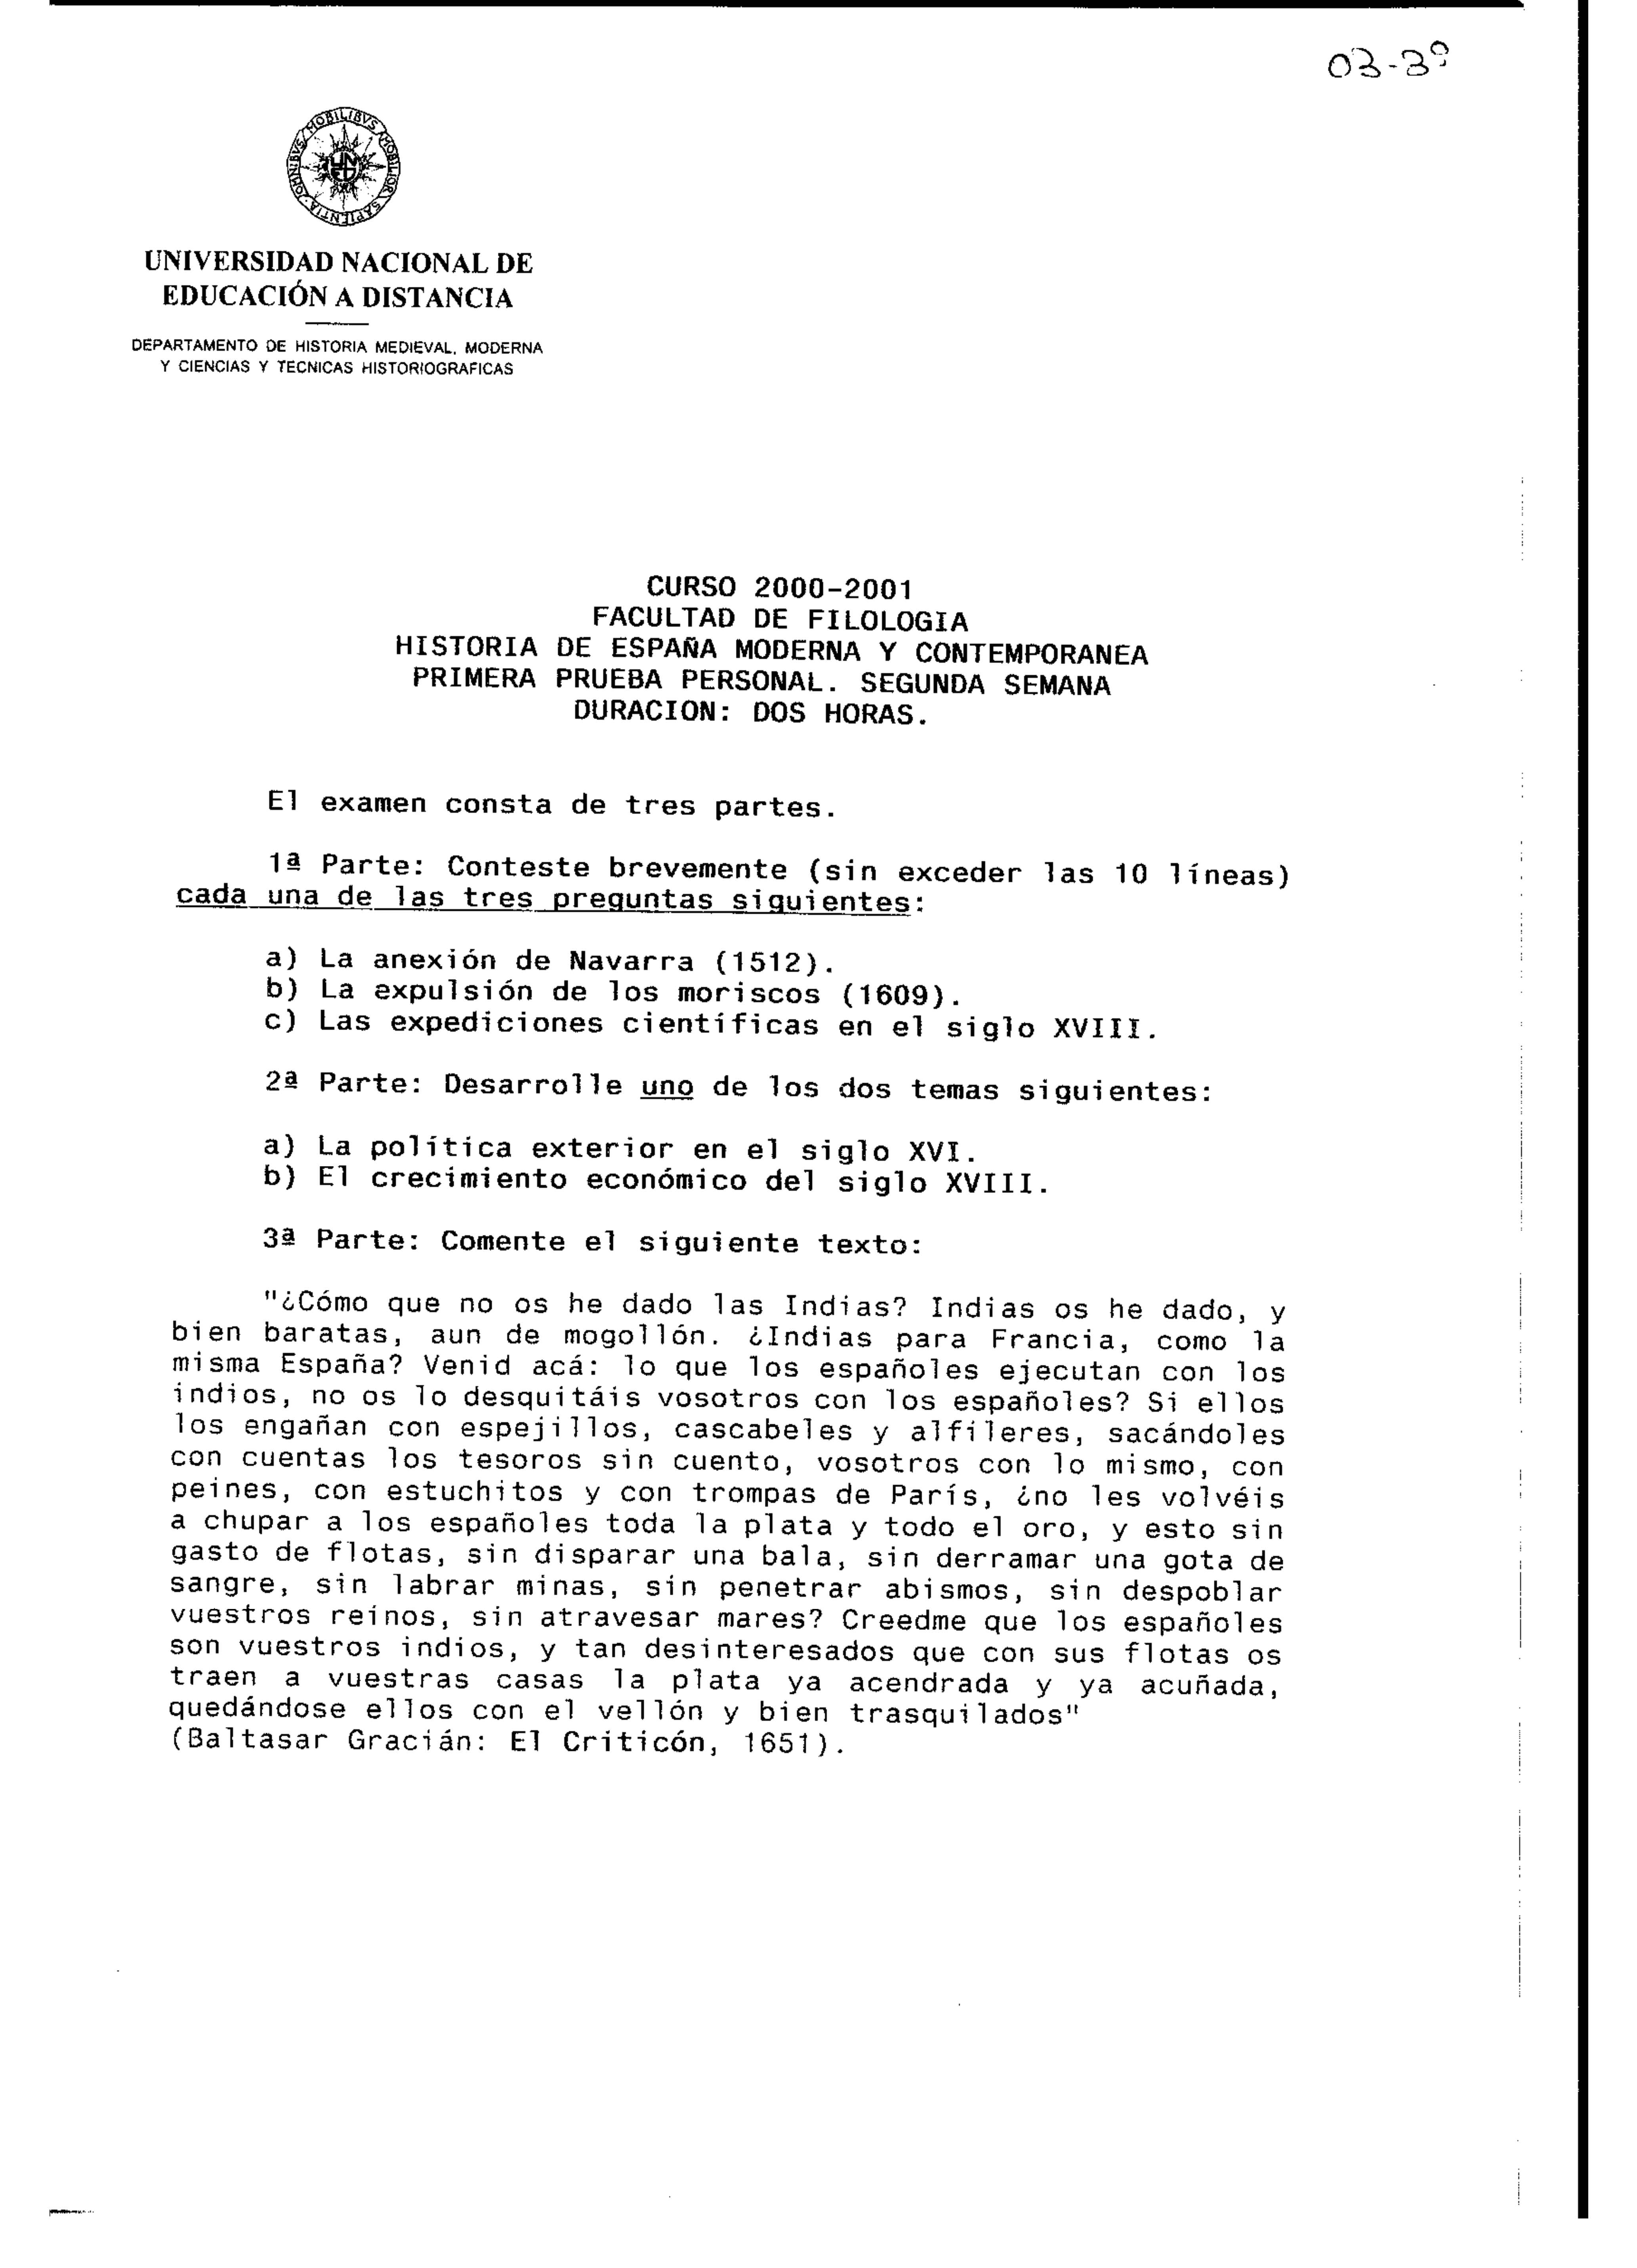 03-3º
OMNIBVS MOBILIBVS MOBILIOR SAPIENTIA
UNED
UNIVERSIDAD NACIONAL DE
EDUCACIÓN A DISTANCIA
DEPARTAMENTO DE HISTORIA MEDIEVAL, MODERNA
Y CIENCIAS Y TECNICAS HISTORIOGRAFICAS
CURSO 2000-2001
FACULTAD DE FILOLOGIA
HISTORIA DE ESPAÑA MODERNA Y CONTEMPORANEA
PRIMERA PRUEBA PERSONAL. SEGUNDA SEMANA
DURACION: DOS HORAS.
El examen consta de tres partes.
1ª Parte: Conteste brevemente (sin exceder las 10 líneas)
cada una de las tres preguntas siguientes:
a) La anexión de Navarra (1512).
b) La expulsión de los moriscos (1609).
c) Las expediciones científicas en el siglo XVIII.
2ª Parte: Desarrolle uno de los dos temas siguientes:
a) La política exterior en el siglo XVI.
b) El crecimiento económico del siglo XVIII.
3ª Parte: Comente el siguiente texto:
"¿Cómo que no os he dado las Indias? Indias os he dado, y
bien baratas, aun de mogollón. ¿Indias para Francia, como la
misma España? Venid acá: lo que los españoles ejecutan con los
indios, no os lo desquitáis vosotros con los españoles? Si ellos
los engañan con espejillos, cascabeles y alfileres, sacándoles
con cuentas los tesoros sin cuento, vosotros con lo mismo, con
peines, con estuchitos y con trompas de París, ¿no les volvéis
a chupar a los españoles toda la plata y todo el oro, y esto sin
gasto de flotas, sin disparar una bala, sin derramar una gota de
sangre, sin labrar minas, sin penetrar abismos, sin despoblar
vuestros reinos, sin atravesar mares? Creedme que los españoles
son vuestros indios, y tan desinteresados que con sus flotas os
traen a vuestras casas la plata ya acendrada y ya acuñada,
quedándose ellos con el vellón y bien trasquilados"
(Baltasar Gracián: El Criticón, 1651).